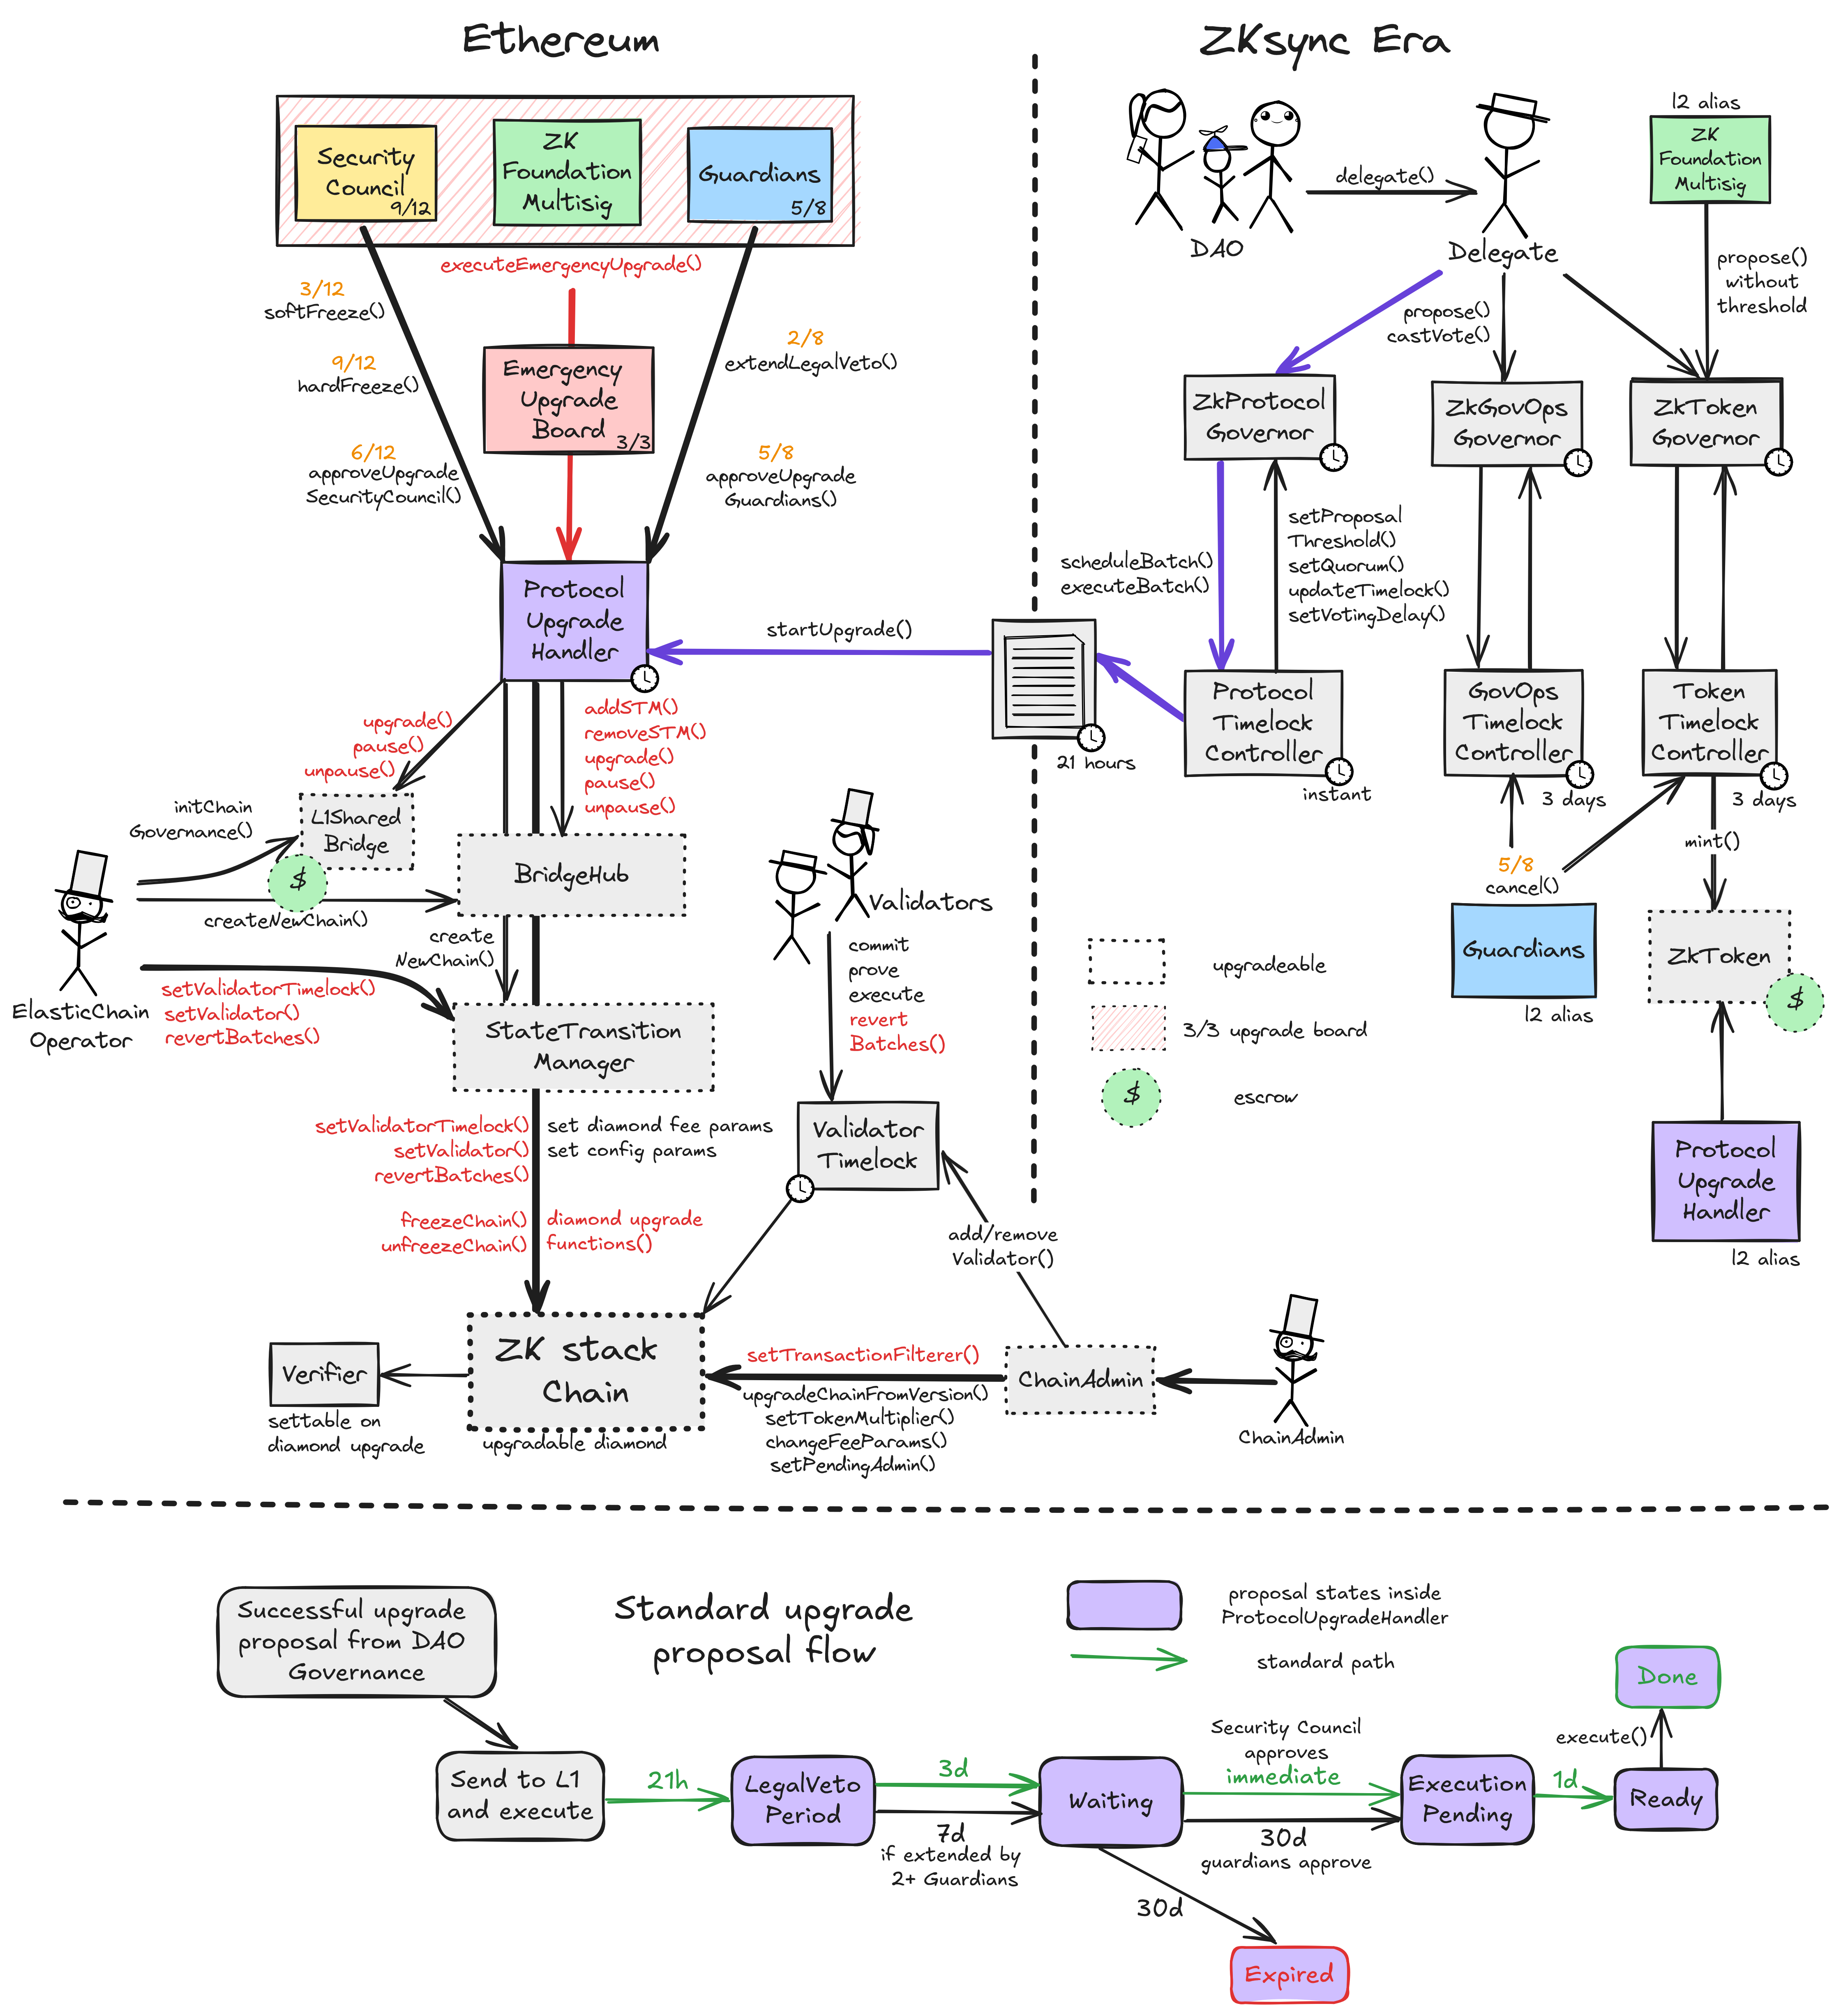 Ethereum
ZKsync Era
Security
Council
9/12
ZK
Foundation
Multisig
Guardians
5/8
executeEmergencyUpgrade()
3/12
softFreeze()
9/12
hardFreeze()
6/12
approveUpgrade
SecurityCouncil()
Emergency
Upgrade
Board
3/3
2/8
extendLegalVeto()
5/8
approveUpgrade
Guardians()
Protocol
Upgrade
Handler
startUpgrade()
upgrade()
pause()
unpause()
addSTM()
removeSTM()
upgrade()
pause()
unpause()
initChain
Governance()
L1Shared
Bridge
$
createNewChain()
BridgeHub
create
NewChain()
ElasticChain
Operator
setValidatorTimelock()
setValidator()
revertBatches()
StateTransition
Manager
Validators
commit
prove
execute
revert
Batches()
setValidatorTimelock()
setValidator()
revertBatches()
set diamond fee params
set config params
freezeChain()
unfreezeChain()
diamond upgrade
functions()
Validator
Timelock
add/remove
Validator()
ZK stack
Chain
upgradable diamond
Verifier
settable on
diamond upgrade
setTransactionFilterer()
upgradeChainFromVersion()
setTokenMultiplier()
changeFeeParams()
setPendingAdmin()
ChainAdmin
ChainAdmin
DAO
delegate()
Delegate
l2 alias
ZK
Foundation
Multisig
propose()
without
threshold
propose()
castVote()
ZkProtocol
Governor
ZkGovOps
Governor
ZkToken
Governor
scheduleBatch()
executeBatch()
setProposal
Threshold()
setQuorum()
updateTimelock()
setVotingDelay()
21 hours
Protocol
Timelock
Controller
instant
GovOps
Timelock
Controller
3 days
Token
Timelock
Controller
3 days
5/8
cancel()
Guardians
l2 alias
mint()
ZkToken
$
Protocol
Upgrade
Handler
l2 alias
upgradeable
3/3 upgrade board
$
escrow
Standard upgrade
proposal flow
proposal states inside
ProtocolUpgradeHandler
standard path
Successful upgrade
proposal from DAO
Governance
Send to L1
and execute
21h
LegalVeto
Period
3d
7d
if extended by
2+ Guardians
Waiting
Security Council
approves
immediate
30d
guardians approve
30d
Expired
Execution
Pending
1d
Ready
execute()
Done